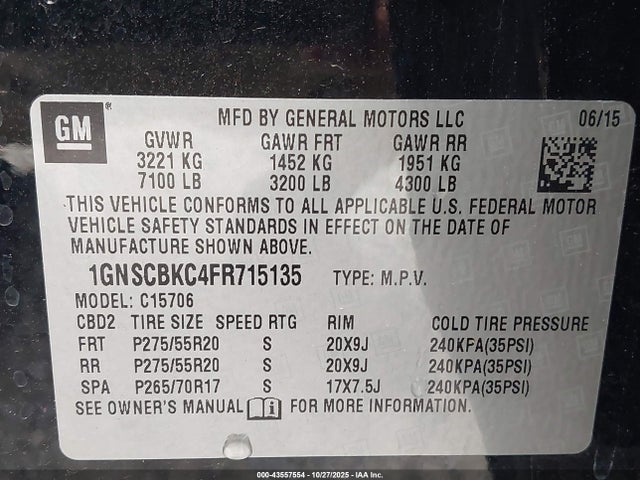 GM ®
MFD BY GENERAL MOTORS LLC 06/15
GVWR GAWR FRT GAWR RR
3221 KG 1452 KG 1951 KG
7100 LB 3200 LB 4300 LB
THIS VEHICLE CONFORMS TO ALL APPLICABLE U.S. FEDERAL MOTOR
VEHICLE SAFETY STANDARDS IN EFFECT ON THE DATE OF
MANUFACTURE SHOWN ABOVE.
1GNSCBKC4FR715135 TYPE: M.P.V.
MODEL: C15706
CBD2 TIRE SIZE SPEED RTG RIM COLD TIRE PRESSURE
FRT P275/55R20 S 20X9J 240KPA(35PSI)
RR P275/55R20 S 20X9J 240KPA(35PSI)
SPA P265/70R17 S 17X7.5J 240KPA(35PSI)
SEE OWNER'S MANUAL i FOR MORE INFORMATION.
000-43557554 | 10/27/2025 | IAA Inc.